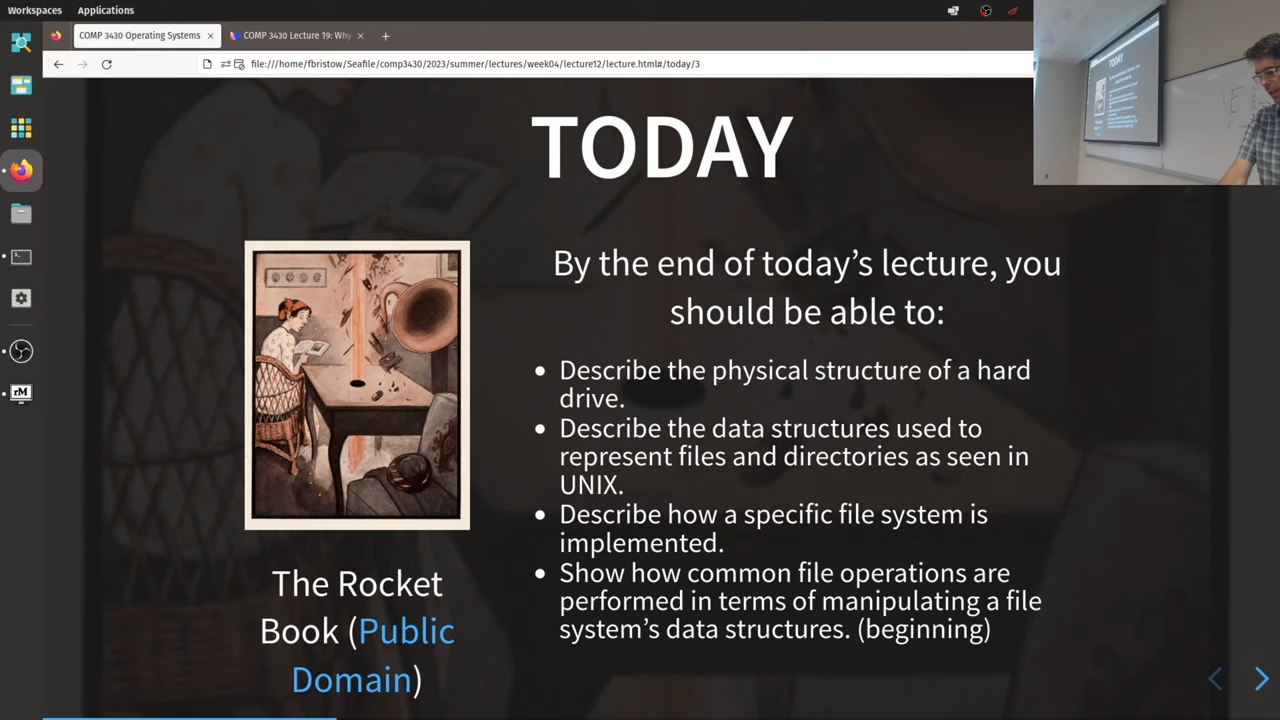 Workspaces Applications
COMP 3430 Operating Systems × COMP 3430 Lecture 19: Why × +
file:///home/fbristow/Seafile/comp3430/2023/summer/lectures/week04/lecture12/lecture.html#/today/3
TODAY
By the end of today’s lecture, you
should be able to:
• Describe the physical structure of a hard
drive.
• Describe the data structures used to
represent files and directories as seen in
UNIX.
• Describe how a specific file system is
implemented.
• Show how common file operations are
performed in terms of manipulating a file
system’s data structures. (beginning)
The Rocket
Book (Public
Domain)
rM
TODAY